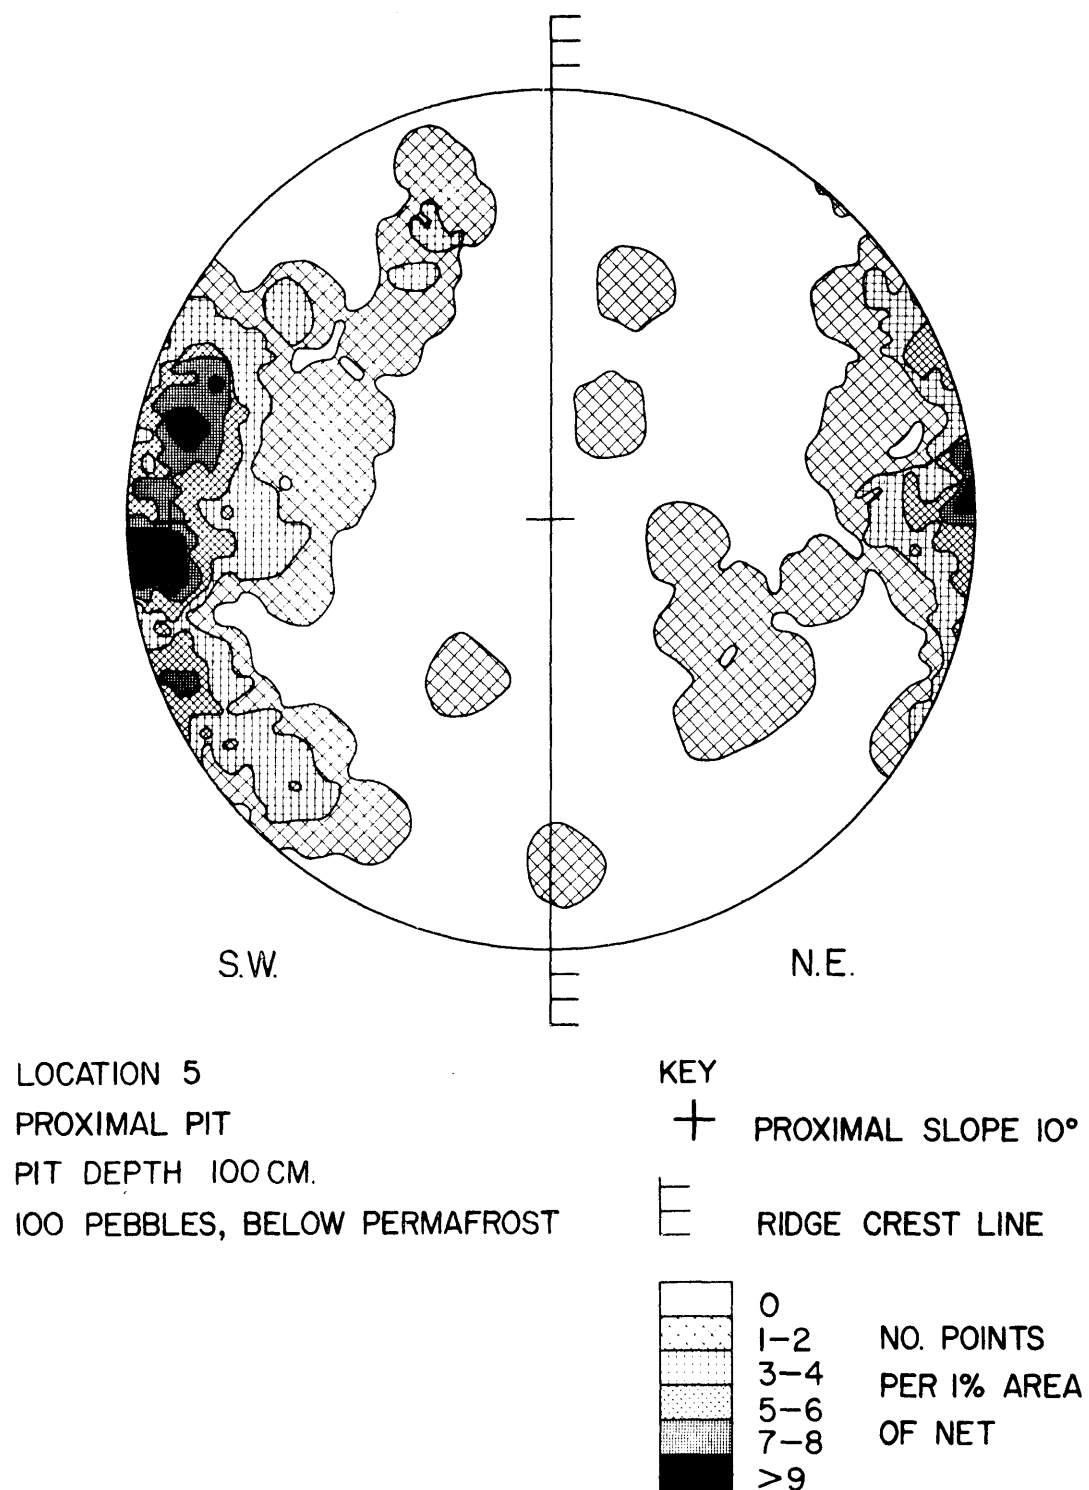 S.W.
N.E.
LOCATION 5
PROXIMAL PIT
PIT DEPTH 100 CM.
100 PEBBLES, BELOW PERMAFROST
KEY
PROXIMAL SLOPE 10°
RIDGE CREST LINE
0
1-2
3-4
5-6
7-8
>9
NO. POINTS
PER 1% AREA
OF NET